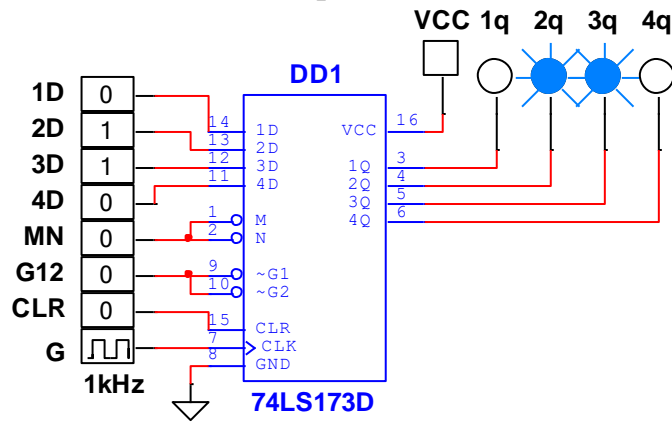 VCC 1q 2q 3q 4q
DD1
1D 0
2D 1
3D 1
4D 0
MN 0
G12 0
CLR 0
G
1kHz
14 1D
13 2D
12 3D
11 4D
1 M
2 N
9 ~G1
10 ~G2
15 CLR
7 CLK
8 GND
VCC 16
1Q 3
2Q 4
3Q 5
4Q 6
74LS173D